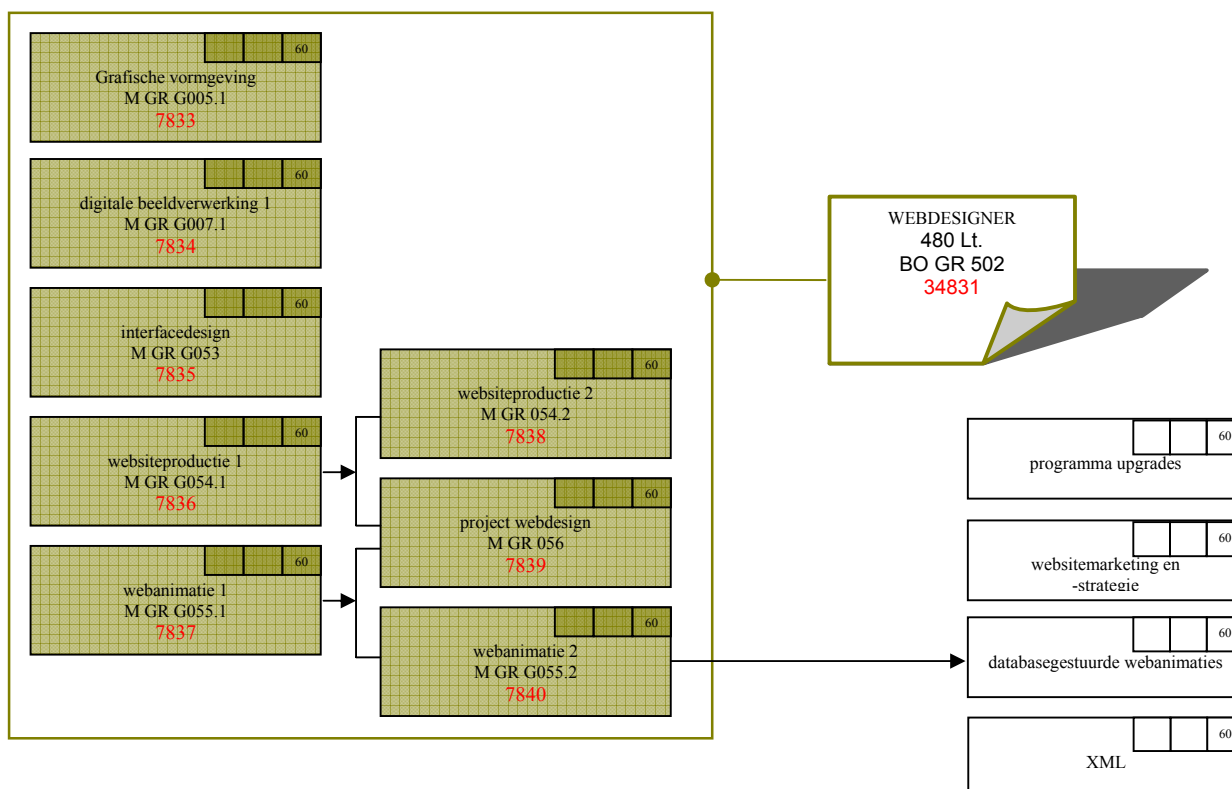 60
Grafische vormgeving
M GR G005.1
7833
60
digitale beeldverwerking 1
M GR G007.1
7834
60
interfacedesign
M GR G053
7835
60
websiteproductie 1
M GR G054.1
7836
60
webanimatie 1
M GR G055.1
7837
60
websiteproductie 2
M GR 054.2
7838
60
project webdesign
M GR 056
7839
60
webanimatie 2
M GR G055.2
7840
WEBDESIGNER
480 Lt.
BO GR 502
34831
60
programma upgrades
60
websitemarketing en
-strategie
60
databasegestuurde webanimaties
60
XML